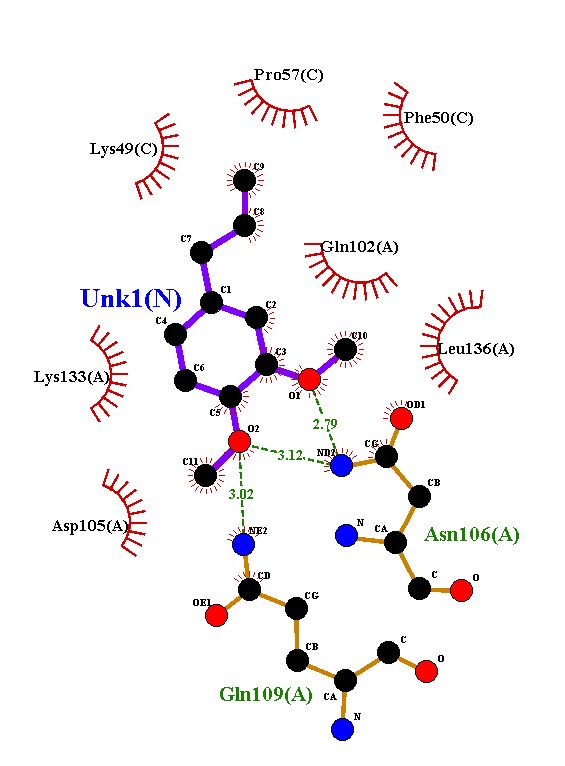 Pro57(C)
Phe50(C)
Lys49(C)
C9
C8
C7
Gln102(A)
Unk1(N)
C1
C2
C4
C10
Leu136(A)
C3
Lys133(A)
C6
O1
C5
OD1
2.79
O2
CG
3.12
ND2
C11
CB
3.02
Asp105(A)
N
CA
NE2
Asn106(A)
CD
C
O
OE1
CG
C
CB
O
Gln109(A)
CA
N